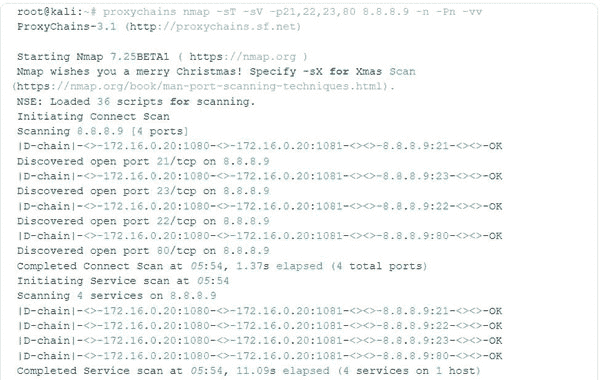 root@kali:~# proxychains nmap -sT -sV -p21,22,23,80 8.8.8.9 -n -Pn -vv
ProxyChains-3.1 (http://proxychains.sf.net)
Starting Nmap 7.25BETA1 ( https://nmap.org )
Nmap wishes you a merry Christmas! Specify -sX for Xmas Scan
(https://nmap.org/book/man-port-scanning-techniques.html).
NSE: Loaded 36 scripts for scanning.
Initiating Connect Scan
Scanning 8.8.8.9 [4 ports]
|D-chain|-<>-172.16.0.20:1080-<>-172.16.0.20:1081-<><>-8.8.8.9:21-<><>-OK
Discovered open port 21/tcp on 8.8.8.9
|D-chain|-<>-172.16.0.20:1080-<>-172.16.0.20:1081-<><>-8.8.8.9:23-<><>-OK
Discovered open port 23/tcp on 8.8.8.9
|D-chain|-<>-172.16.0.20:1080-<>-172.16.0.20:1081-<><>-8.8.8.9:22-<><>-OK
Discovered open port 22/tcp on 8.8.8.9
|D-chain|-<>-172.16.0.20:1080-<>-172.16.0.20:1081-<><>-8.8.8.9:80-<><>-OK
Discovered open port 80/tcp on 8.8.8.9
Completed Connect Scan at 05:54, 1.37s elapsed (4 total ports)
Initiating Service scan at 05:54
Scanning 4 services on 8.8.8.9
|D-chain|-<>-172.16.0.20:1080-<>-172.16.0.20:1081-<><>-8.8.8.9:21-<><>-OK
|D-chain|-<>-172.16.0.20:1080-<>-172.16.0.20:1081-<><>-8.8.8.9:22-<><>-OK
|D-chain|-<>-172.16.0.20:1080-<>-172.16.0.20:1081-<><>-8.8.8.9:23-<><>-OK
|D-chain|-<>-172.16.0.20:1080-<>-172.16.0.20:1081-<><>-8.8.8.9:80-<><>-OK
Completed Service scan at 05:54, 11.09s elapsed (4 services on 1 host)